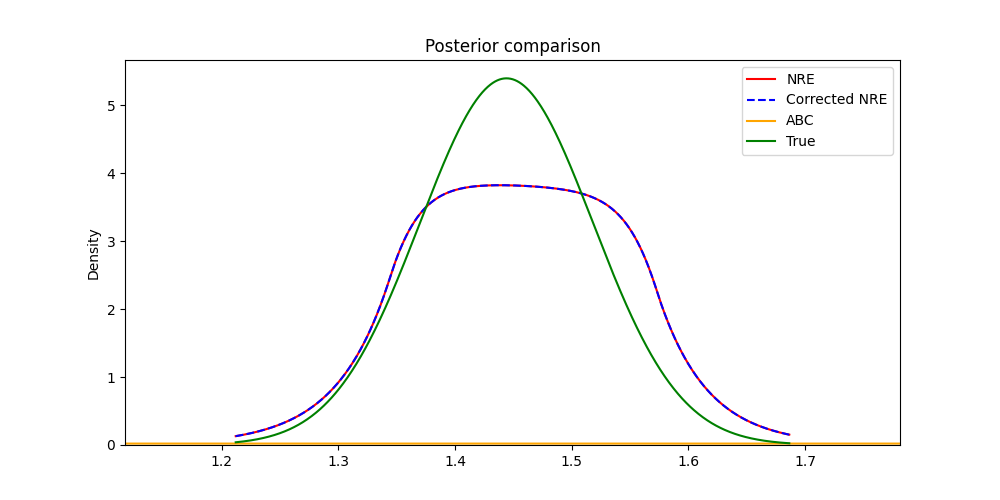 Posterior comparison
NRE
Corrected NRE
ABC
True
Density
5
4
3
2
1
0
1.2 1.3 1.4 1.5 1.6 1.7